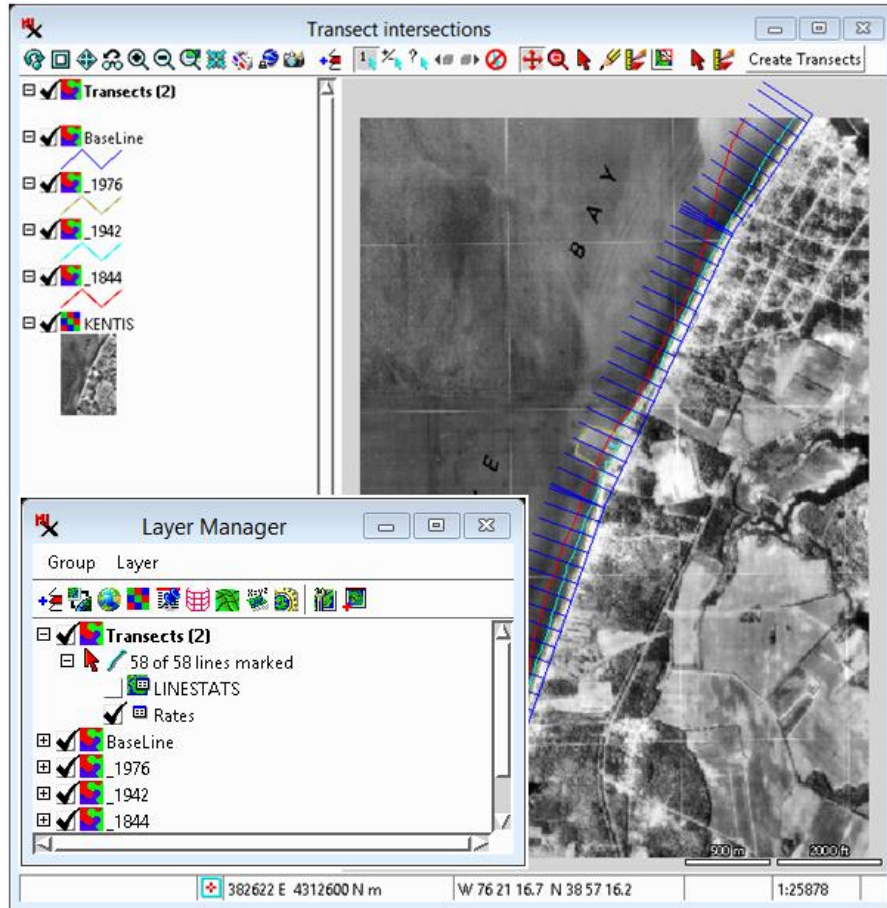 Transect intersections
Create Transects
Transects (2)
BaseLine
_1976
_1942
_1844
KENTIS
B A Y
E
Layer Manager
Group Layer
Transects (2)
58 of 58 lines marked
LINESTATS
Rates
BaseLine
_1976
_1942
_1844
500 m 2000 ft
382622 E 4312600 N m W 76 21 16.7 N 38 57 16.2 1:25878